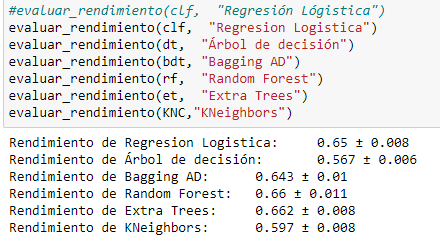 #evaluar_rendimiento(clf, "Regresión Lógistica")
evaluar_rendimiento(clf, "Regresion Logistica")
evaluar_rendimiento(dt, "Árbol de decisión")
evaluar_rendimiento(bdt, "Bagging AD")
evaluar_rendimiento(rf, "Random Forest")
evaluar_rendimiento(et, "Extra Trees")
evaluar_rendimiento(KNC,"KNeighbors")
Rendimiento de Regresion Logistica: 0.65 ± 0.008
Rendimiento de Árbol de decisión: 0.567 ± 0.006
Rendimiento de Bagging AD: 0.643 ± 0.01
Rendimiento de Random Forest: 0.66 ± 0.011
Rendimiento de Extra Trees: 0.662 ± 0.008
Rendimiento de KNeighbors: 0.597 ± 0.008